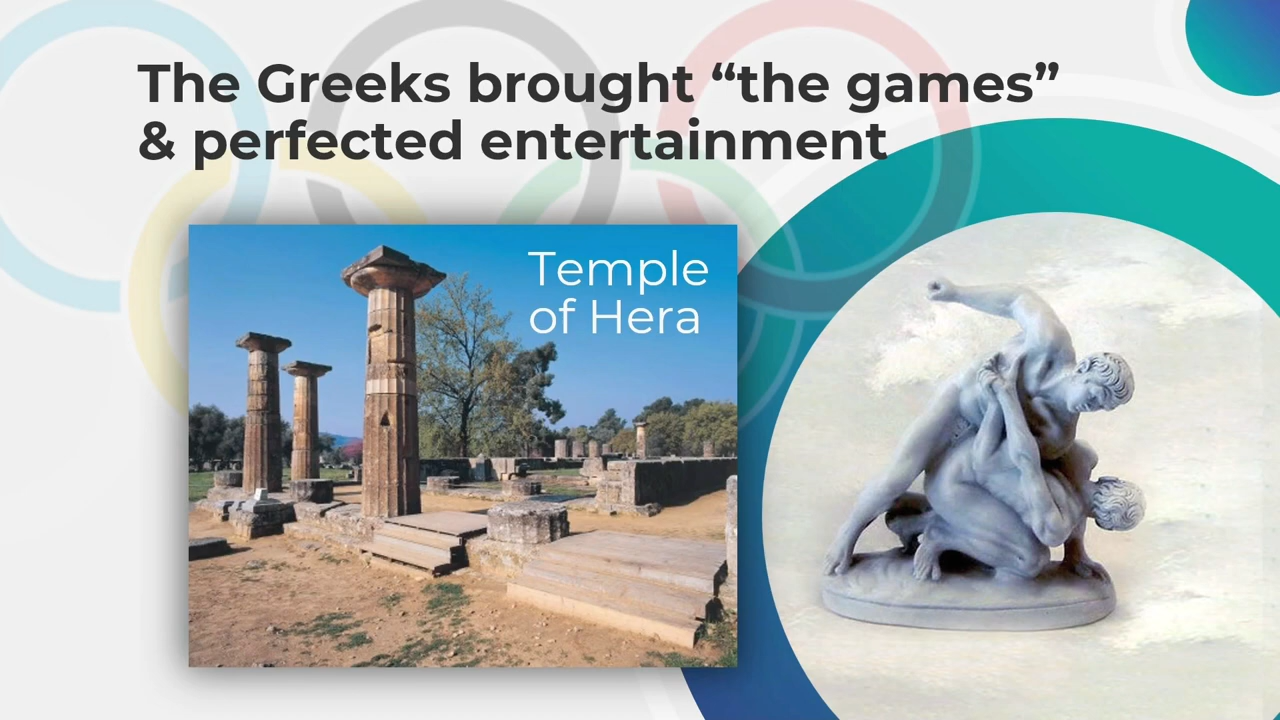 The Greeks brought “the games”
& perfected entertainment
Temple
of Hera